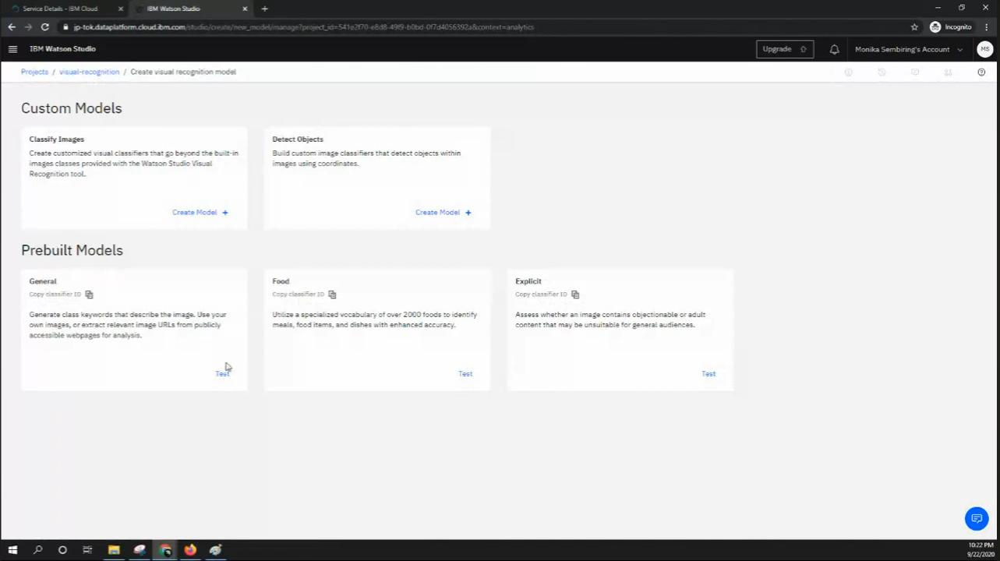 Service Details - IBM Cloud
IBM Watson Studio
jp-tok.dataplatform.cloud.ibm.com/studio/create/new_model/manage?project_id=541e2f70-e8d8-49f9-b0bd-0f7d4056392a&context=analytics
Incognito
IBM Watson Studio
Upgrade
Monika Sembiring's Account
MS
Projects / visual-recognition / Create visual recognition model
Custom Models
Classify Images
Create customized visual classifiers that go beyond the built-in
images classes provided with the Watson Studio Visual
Recognition tool.
Create Model +
Detect Objects
Build custom image classifiers that detect objects within
images using coordinates.
Create Model +
Prebuilt Models
General
Copy classifier ID
Generate class keywords that describe the image. Use your
own images, or extract relevant image URLs from publicly
accessible webpages for analysis.
Test
Food
Copy classifier ID
Utilize a specialized vocabulary of over 2000 foods to identify
meals, food items, and dishes with enhanced accuracy.
Test
Explicit
Copy classifier ID
Assess whether an image contains objectionable or adult
content that may be unsuitable for general audiences.
Test
10:22 PM
9/22/2020